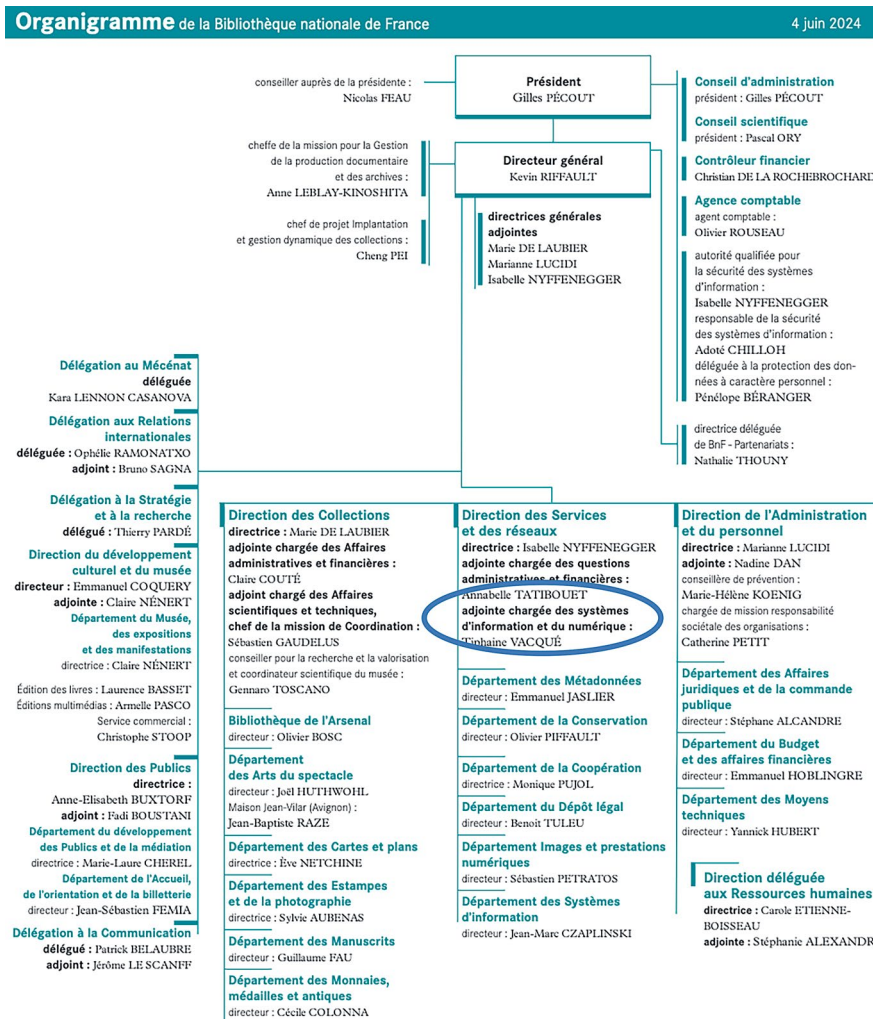 Organigramme de la Bibliothèque nationale de France
4 juin 2024
conseiller auprès de la présidente :
Nicolas FEAU
Président
Gilles PÉCOUT
Conseil d'administration
président : Gilles PÉCOUT
Conseil scientifique
président : Pascal ORY
Contrôleur financier
Christian DE LA ROCHEBROCHARD
Agence comptable
agent comptable :
Olivier ROUSEAU
autorité qualifiée pour
la sécurité des systèmes
d'information :
Isabelle NYFFENEGGER
responsable de la sécurité
des systèmes d'information :
Adoté CHILLOH
déléguée à la protection des don-
nées à caractère personnel :
Pénélope BÉRANGER
cheffe de la mission pour la Gestion
de la production documentaire
et des archives :
Anne LEBLAY-KINOSHITA
chef de projet Implantation
et gestion dynamique des collections :
Cheng PEI
Directeur général
Kevin RIFFAULT
directrices générales
adjointes
Marie DE LAUBIER
Marianne LUCIDI
Isabelle NYFFENEGGER
directrice déléguée
de BnF - Partenariats :
Nathalie THOUNY
Délégation au Mécénat
déléguée
Kara LENNON CASANOVA
Délégation aux Relations
internationales
déléguée : Ophélie RAMONATXO
adjoint : Bruno SAGNA
Délégation à la Stratégie
et à la recherche
délégué : Thierry PARDÉ
Direction du développement
culturel et du musée
directeur : Emmanuel COQUERY
adjointe : Claire NÉNERT
Département du Musée,
des expositions
et des manifestations
directrice : Claire NÉNERT
Édition des livres : Laurence BASSET
Éditions multimédias : Armelle PASCO
Service commercial :
Christophe STOOP
Direction des Publics
directrice :
Anne-Elisabeth BUXTORF
adjoint : Fadi BOUSTANI
Département du développement
des Publics et de la médiation
directrice : Marie-Laure CHEREL
Département de l'Accueil,
de l'orientation et de la billetterie
directeur : Jean-Sébastien FEMIA
Délégation à la Communication
délégué : Patrick BELAUBRE
adjoint : Jérôme LE SCANFF
Direction des Collections
directrice : Marie DE LAUBIER
adjointe chargée des Affaires
administratives et financières :
Claire COUTÉ
adjoint chargé des Affaires
scientifiques et techniques,
chef de la mission de Coordination :
Sébastien GAUDELUS
conseiller pour la recherche et la valorisation
et coordinateur scientifique du musée :
Gennaro TOSCANO
Bibliothèque de l'Arsenal
directeur : Olivier BOSC
Département
des Arts du spectacle
directeur : Joël HUTHWOHL
Maison Jean-Vilar (Avignon) :
Jean-Baptiste RAZE
Département des Cartes et plans
directrice : Ève NETCHINE
Département des Estampes
et de la photographie
directrice : Sylvie AUBENAS
Département des Manuscrits
directeur : Guillaume FAU
Département des Monnaies,
médailles et antiques
directrice : Cécile COLONNA
Direction des Services
et des réseaux
directrice : Isabelle NYFFENEGGER
adjointe chargée des questions
administratives et financières :
Annabelle TATIBOUET
adjointe chargée des systèmes
d'information et du numérique :
Tiphaine VACQUÉ
Département des Métadonnées
directeur : Emmanuel JASLIER
Département de la Conservation
directeur : Olivier PIFFAULT
Département de la Coopération
directrice : Monique PUJOL
Département du Dépôt légal
directeur : Benoit TULEU
Département Images et prestations
numériques
directeur : Sébastien PETRATOS
Département des Systèmes
d'information
directeur : Jean-Marc CZAPLINSKI
Direction de l'Administration
et du personnel
directrice : Marianne LUCIDI
adjointe : Nadine DAN
conseillère de prévention :
Marie-Hélène KOENIG
chargée de mission responsabilité
sociétale des organisations :
Catherine PETIT
Département des Affaires
juridiques et de la commande
publique
directeur : Stéphane ALCANDRE
Département du Budget
et des affaires financières
directeur : Emmanuel HOBLINGRE
Département des Moyens
techniques
directeur : Yannick HUBERT
Direction déléguée
aux Ressources humaines
directrice : Carole ETIENNE-
BOISSEAU
adjointe : Stéphanie ALEXANDR